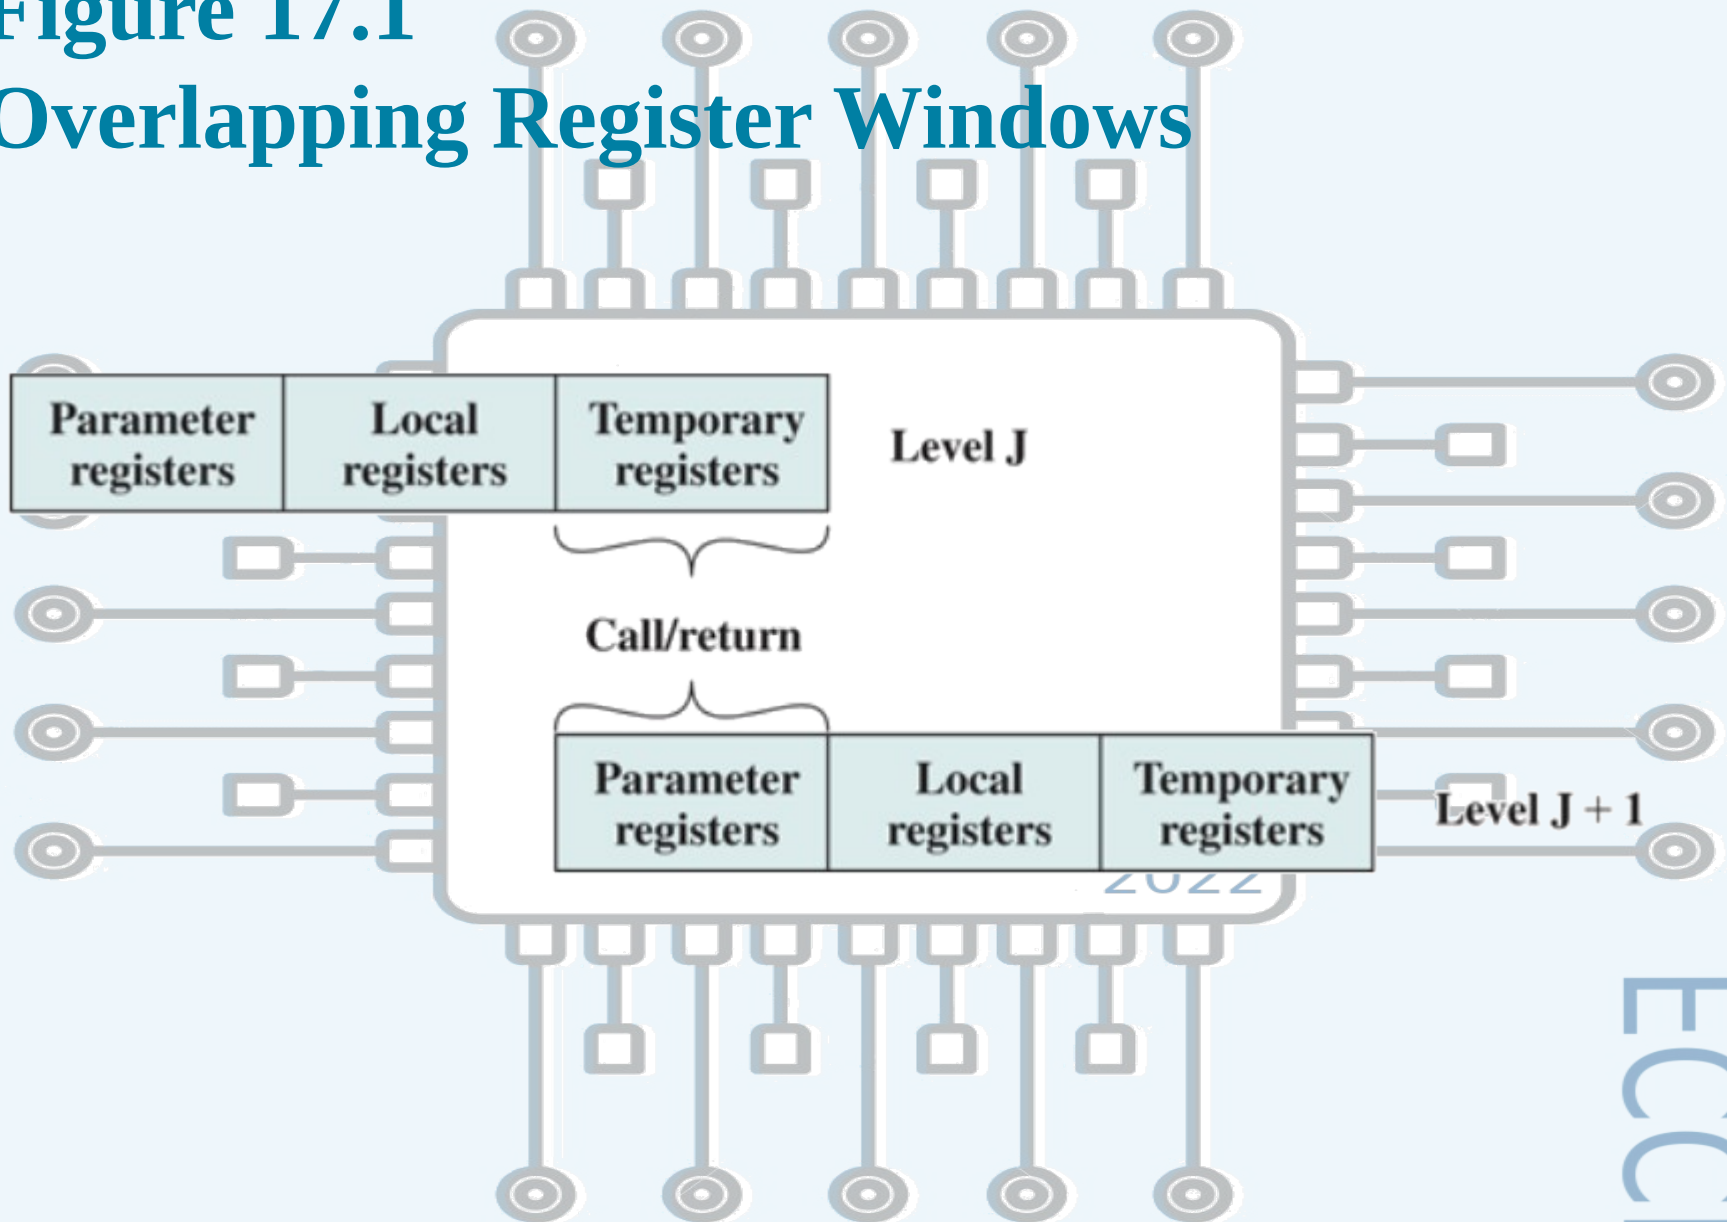 Figure 17.1
Overlapping Register Windows
Parameter registers
Local registers
Temporary registers
Level J
Call/return
Parameter registers
Local registers
Temporary registers
Level J + 1
2022